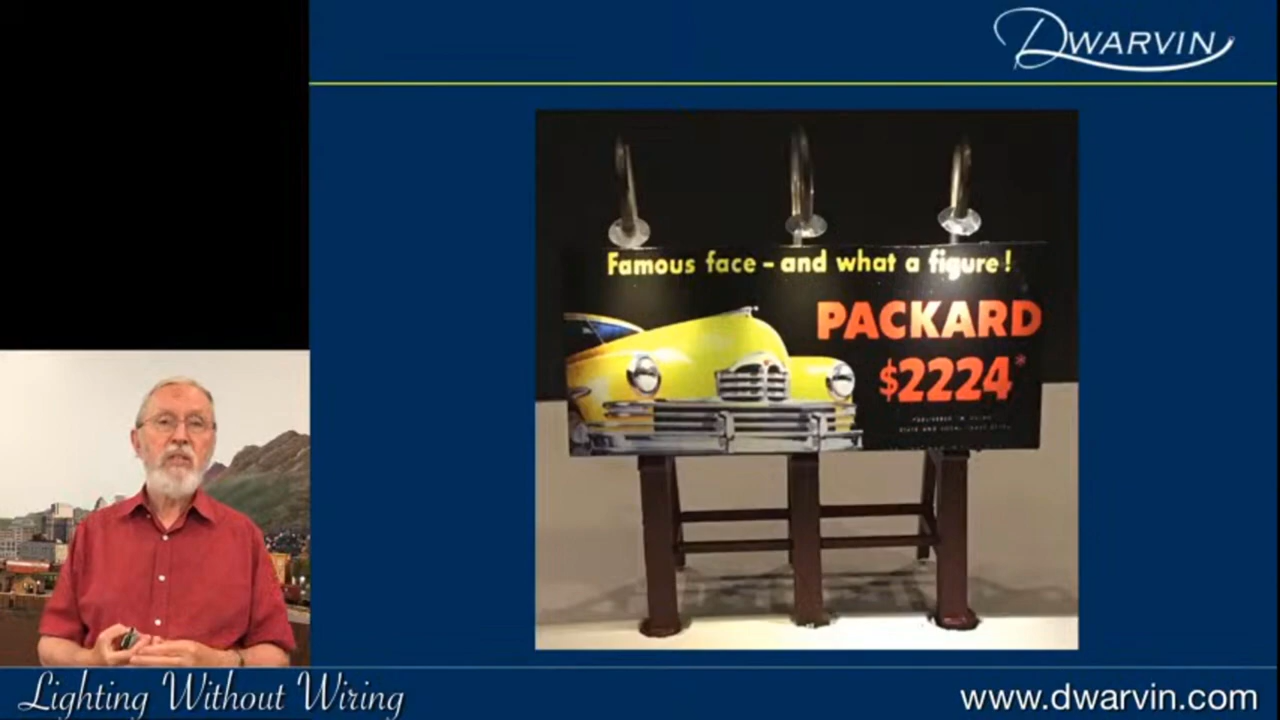 DWARVIN
Famous face – and what a figure!
PACKARD
$2224*
Lighting Without Wiring
www.dwarvin.com